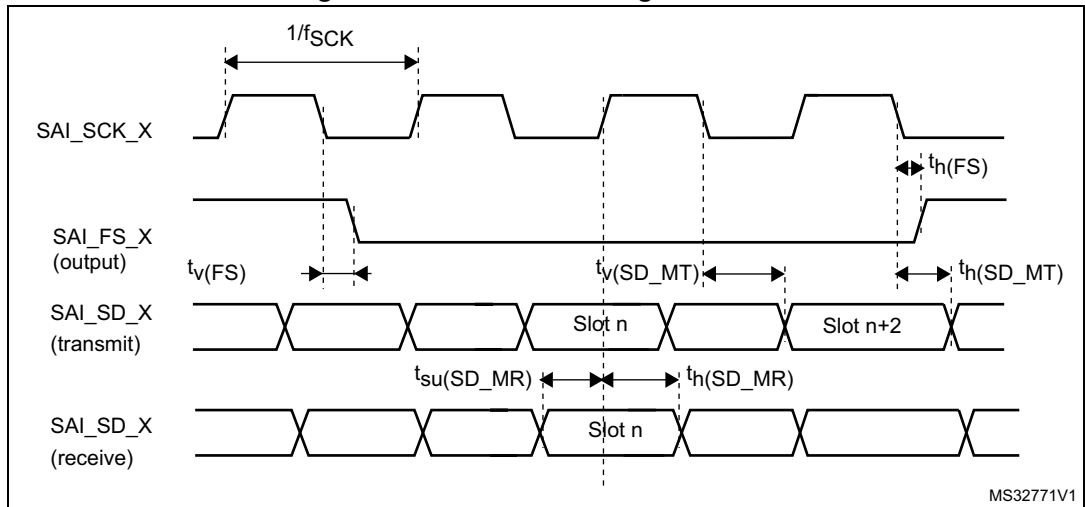 1/fSCK
SAI_SCK_X
th(FS)
SAI_FS_X
(output)
tv(FS)
tv(SD_MT)
th(SD_MT)
SAI_SD_X
(transmit)
Slot n
Slot n+2
tsu(SD_MR)
th(SD_MR)
SAI_SD_X
(receive)
Slot n
MS32771V1